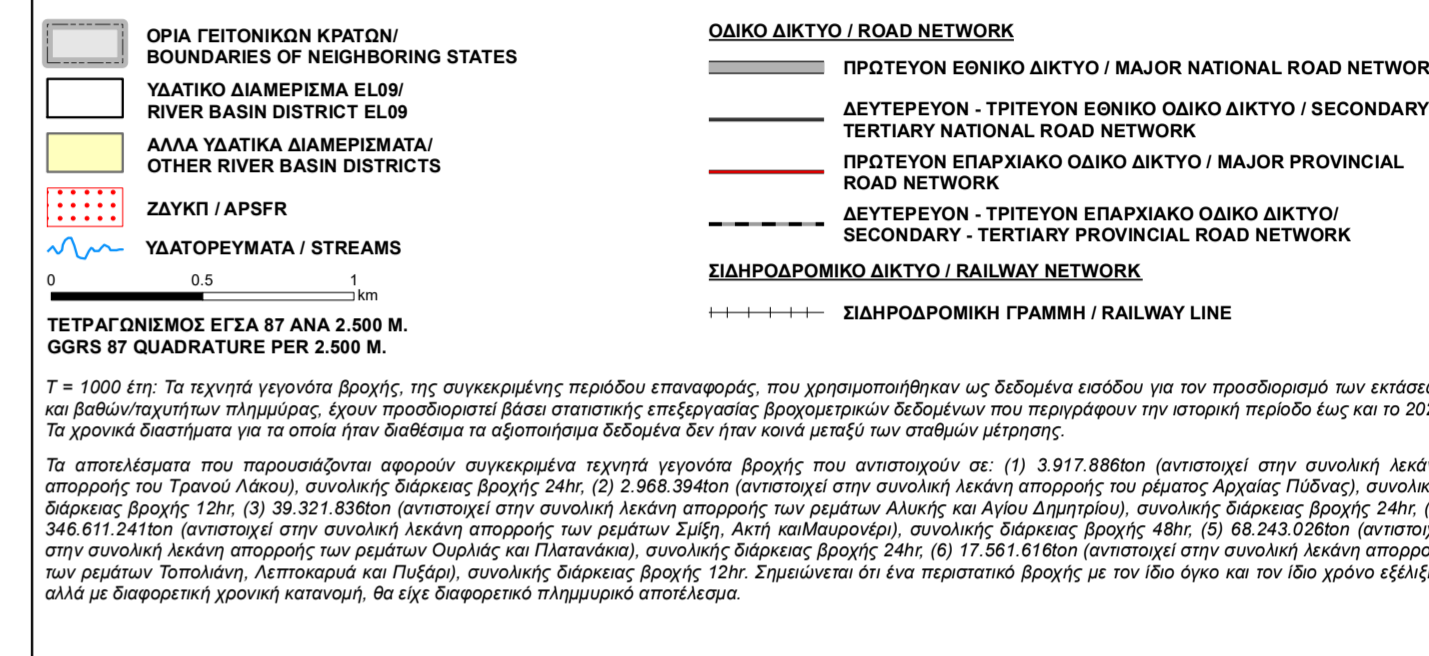 ΟΡΙΑ ΓΕΙΤΟΝΙΚΩΝ ΚΡΑΤΩΝ/
BOUNDARIES OF NEIGHBORING STATES
ΥΔΑΤΙΚΟ ΔΙΑΜΕΡΙΣΜΑ EL09/
RIVER BASIN DISTRICT EL09
ΑΛΛΑ ΥΔΑΤΙΚΑ ΔΙΑΜΕΡΙΣΜΑΤΑ/
OTHER RIVER BASIN DISTRICTS
ΖΔΥΚΠ / APSFR
ΥΔΑΤΟΡΕΥΜΑΤΑ / STREAMS
0 0.5 1
km
ΤΕΤΡΑΓΩΝΙΣΜΟΣ ΕΓΣΑ 87 ΑΝΑ 2.500 Μ.
GGRS 87 QUADRATURE PER 2.500 M.
ΟΔΙΚΟ ΔΙΚΤΥΟ / ROAD NETWORK
ΠΡΩΤΕΥΟΝ ΕΘΝΙΚΟ ΔΙΚΤΥΟ / MAJOR NATIONAL ROAD NETWOR
ΔΕΥΤΕΡΕΥΟΝ - ΤΡΙΤΕΥΟΝ ΕΘΝΙΚΟ ΟΔΙΚΟ ΔΙΚΤΥΟ / SECONDARY
TERTIARY NATIONAL ROAD NETWORK
ΠΡΩΤΕΥΟΝ ΕΠΑΡΧΙΑΚΟ ΟΔΙΚΟ ΔΙΚΤΥΟ / MAJOR PROVINCIAL
ROAD NETWORK
ΔΕΥΤΕΡΕΥΟΝ - ΤΡΙΤΕΥΟΝ ΕΠΑΡΧΙΑΚΟ ΟΔΙΚΟ ΔΙΚΤΥΟ/
SECONDARY - TERTIARY PROVINCIAL ROAD NETWORK
ΣΙΔΗΡΟΔΡΟΜΙΚΟ ΔΙΚΤΥΟ / RAILWAY NETWORK
ΣΙΔΗΡΟΔΡΟΜΙΚΗ ΓΡΑΜΜΗ / RAILWAY LINE
T = 1000 έτη: Τα τεχνητά γεγονότα βροχής, της συγκεκριμένης περιόδου επαναφοράς, που χρησιμοποιήθηκαν ως δεδομένα εισόδου για τον προσδιορισμό των εκτάσε
και βαθών/ταχυτήτων πλημμύρας, έχουν προσδιοριστεί βάσει στατιστικής επεξεργασίας βροχομετρικών δεδομένων που περιγράφουν την ιστορική περίοδο έως και το 20
Τα χρονικά διαστήματα για τα οποία ήταν διαθέσιμα τα αξιοποιήσιμα δεδομένα δεν ήταν κοινά μεταξύ των σταθμών μέτρησης.
Τα αποτελέσματα που παρουσιάζονται αφορούν συγκεκριμένα τεχνητά γεγονότα βροχής που αντιστοιχούν σε: (1) 3.917.886ton (αντιστοιχεί στην συνολική λεκά
απορροής του Τρανού Λάκου), συνολικής διάρκειας βροχής 24hr, (2) 2.968.394ton (αντιστοιχεί στην συνολική λεκάνη απορροής του ρέματος Αρχαίας Πύδνας), συνολικ
διάρκειας βροχής 12hr, (3) 39.321.836ton (αντιστοιχεί στην συνολική λεκάνη απορροής των ρεμάτων Αλυκής και Αγίου Δημητρίου), συνολικής διάρκειας βροχής 24hr, (
346.611.241ton (αντιστοιχεί στην συνολική λεκάνη απορροής των ρεμάτων Σμίξη, Ακτή καιΜαυρονέρι), συνολικής διάρκειας βροχής 48hr, (5) 68.243.026ton (αντιστοι
στην συνολική λεκάνη απορροής των ρεμάτων Ουρλιάς και Πλατανάκια), συνολικής διάρκειας βροχής 24hr, (6) 17.561.616ton (αντιστοιχεί στην συνολική λεκάνη απορρο
των ρεμάτων Τοπολιάνη, Λεπτοκαρυά και Πυξάρι), συνολικής διάρκειας βροχής 12hr. Σημειώνεται ότι ένα περιστατικό βροχής με τον ίδιο όγκο και τον ίδιο χρόνο εξέλιξ
αλλά με διαφορετική χρονική κατανομή, θα είχε διαφορετικό πλημμυρικό αποτέλεσμα.